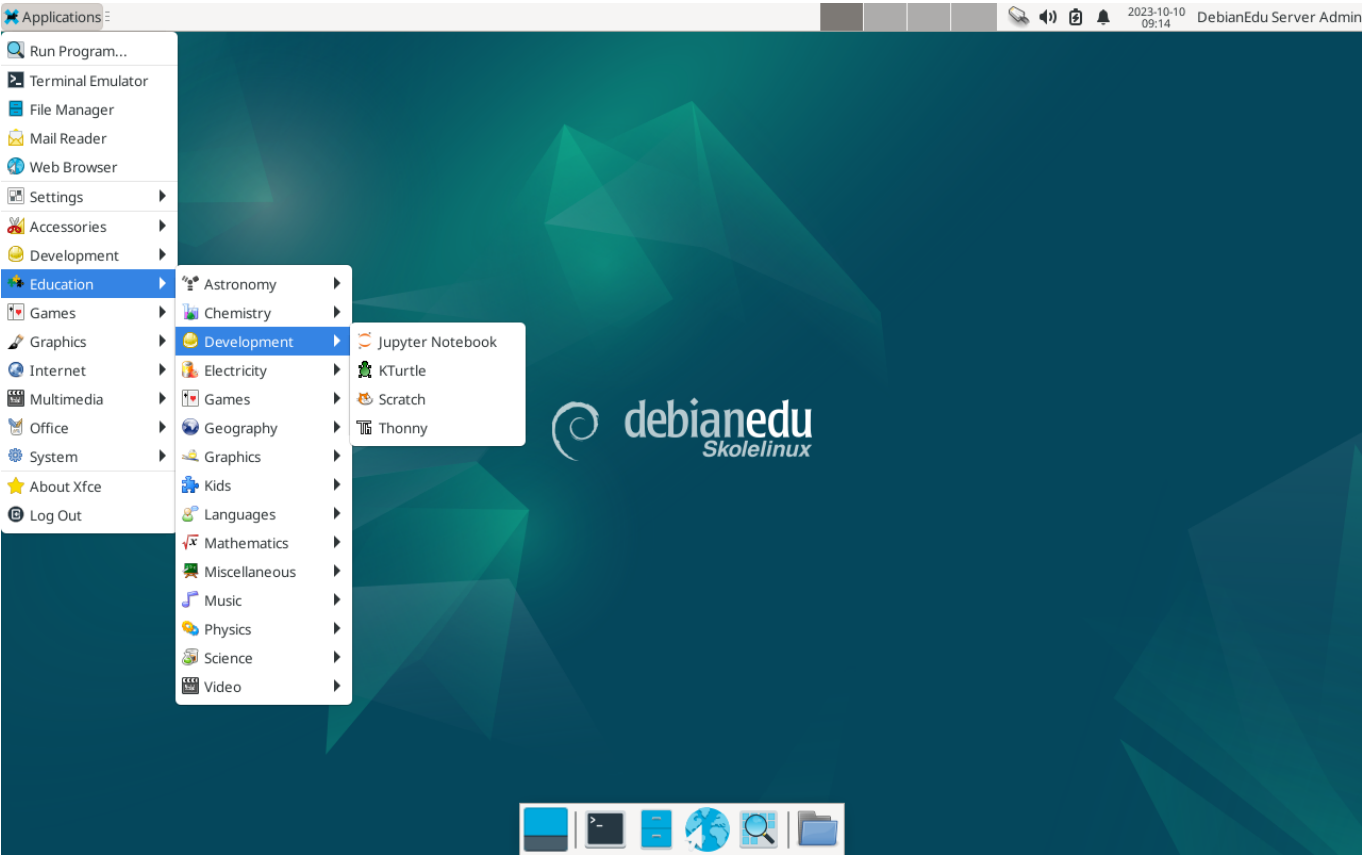 Applications
2023-10-10
09:14
DebianEdu Server Admin
Run Program...
Terminal Emulator
File Manager
Mail Reader
Web Browser
Settings
Accessories
Development
Education
Games
Graphics
Internet
Multimedia
Office
System
About Xfce
Log Out
Astronomy
Chemistry
Development
Electricity
Games
Geography
Graphics
Kids
Languages
Mathematics
Miscellaneous
Music
Physics
Science
Video
Jupyter Notebook
KTurtle
Scratch
Thonny
debianedu
Skolelinux